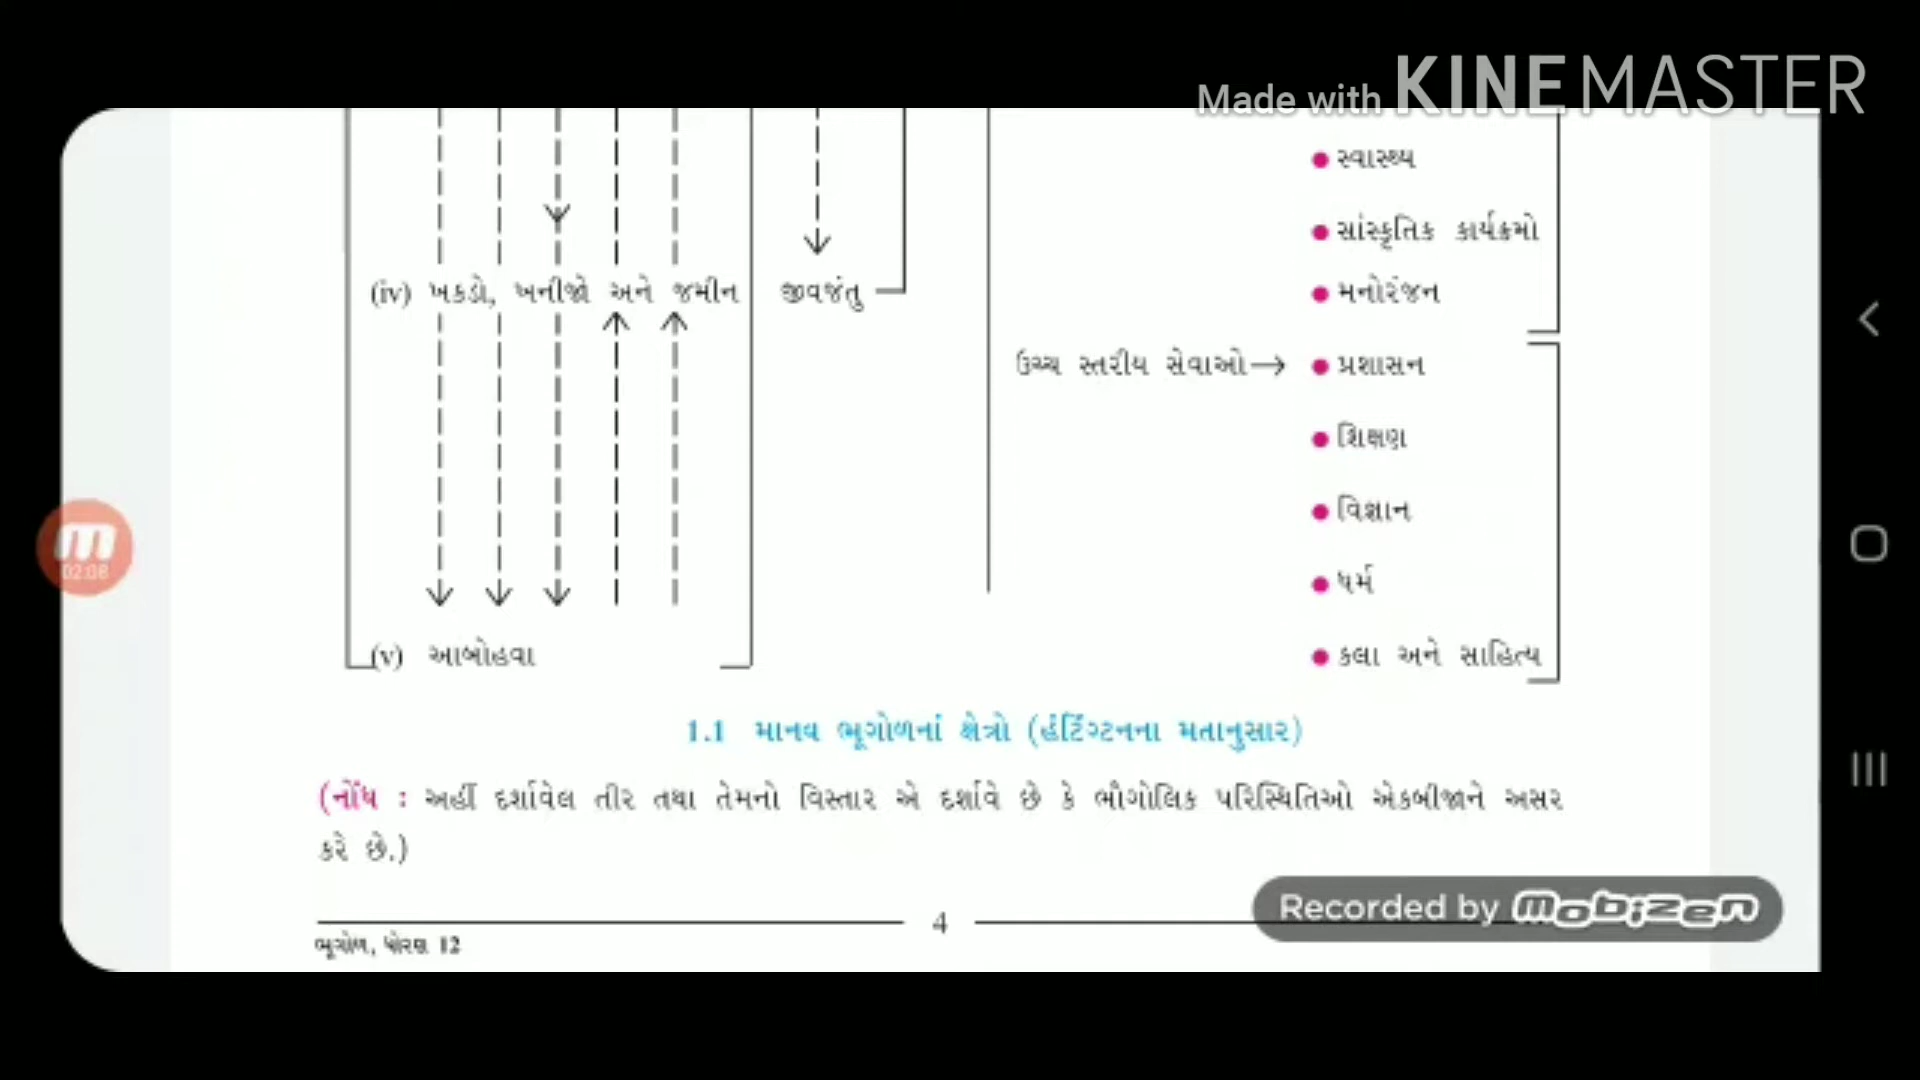 Made with KINEMASTER
સ્વાસ્થ્ય
સાંસ્કૃતિક કાર્યક્રમો
(iv) ખડકો, ખનીજો અને જમીન જીવજંતુ
મનોરંજન
ઉચ્ચ સ્તરીય સેવાઓ→ પ્રશાસન
શિક્ષણ
વિજ્ઞાન
ધર્મ
(v) આબોહવા
કલા અને સાહિત્ય
1.1 માનવ ભૂગોળનાં ક્ષેત્રો (હંટિંગ્ટનના મતાનુસાર)
(નોંધ : અહીં દર્શાવેલ તીર તથા તેમનો વિસ્તાર એ દર્શાવે છે કે ભૌગોલિક પરિસ્થિતિઓ એકબીજાને અસર
કરે છે.)
4
ભૂગોળ, ધોરણ 12
Recorded by mobizen
m
02:08